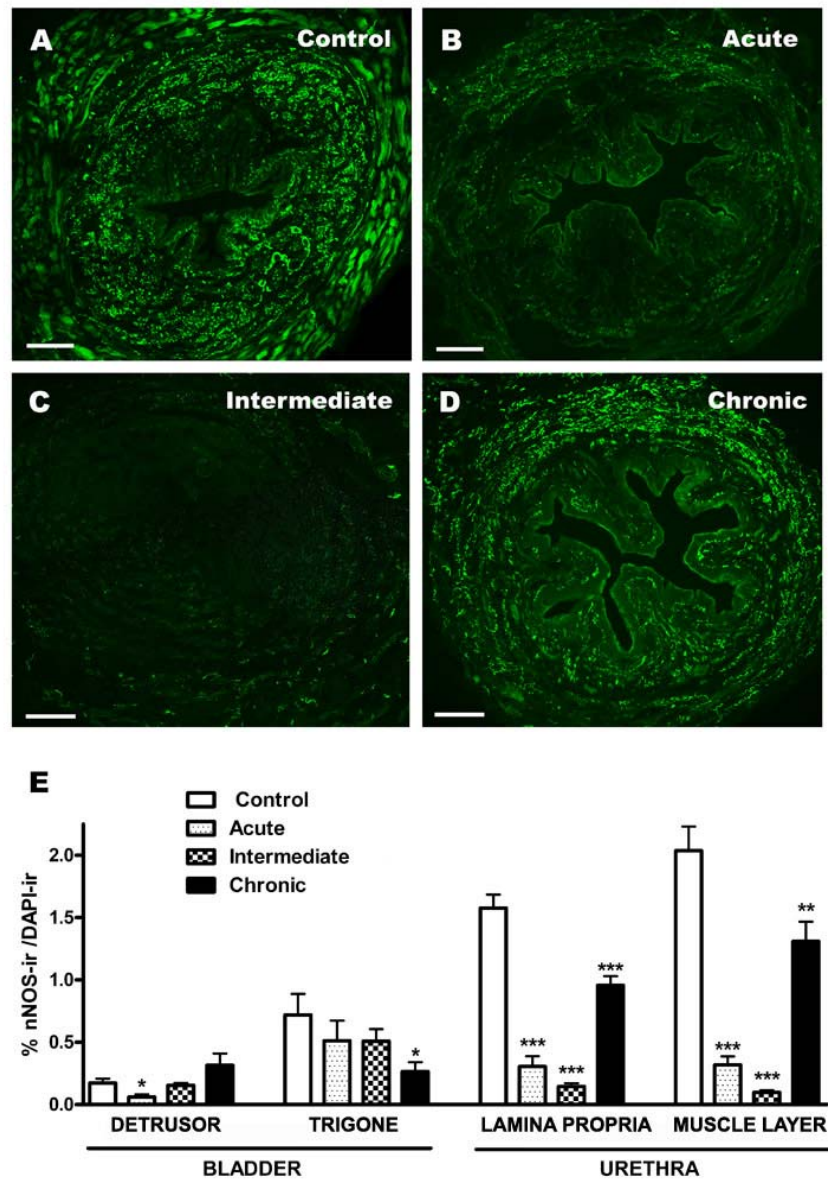 A Control
B Acute
C Intermediate
D Chronic
E
Control
Acute
Intermediate
Chronic
% nNOS-ir /DAPI-ir
2.0
1.5
1.0
0.5
0.0
*
*
***
***
***
***
***
**
DETRUSOR TRIGONE LAMINA PROPRIA MUSCLE LAYER
BLADDER URETHRA